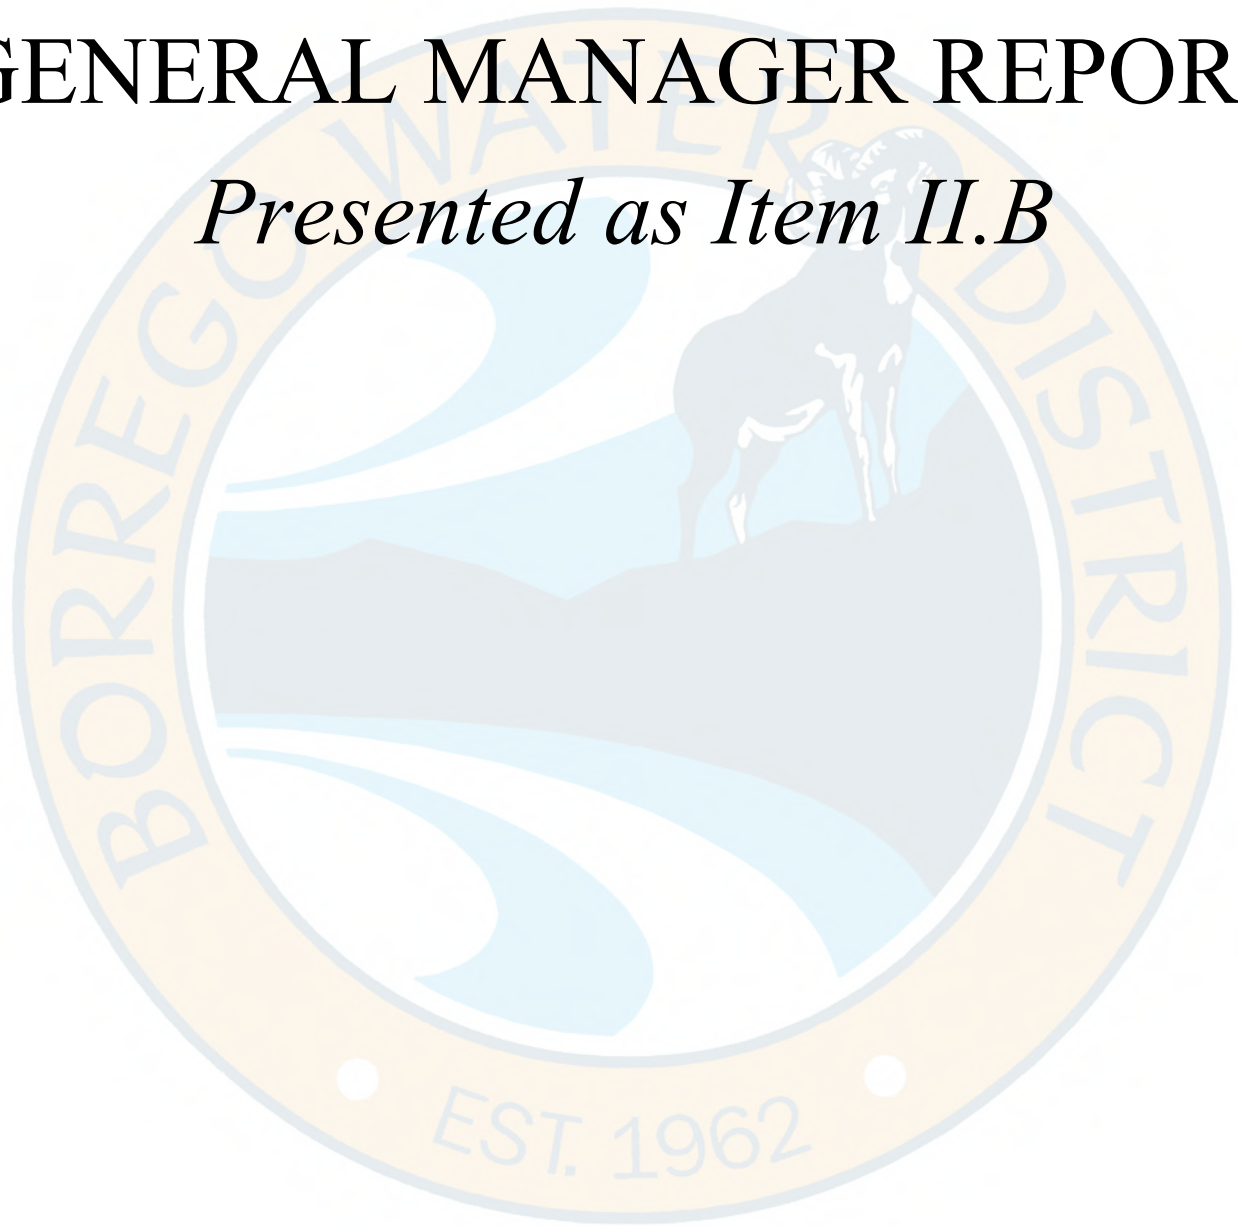 GENERAL MANAGER REPOR
Presented as Item II.B
BORREGO WATER DISTRICT
EST. 1962